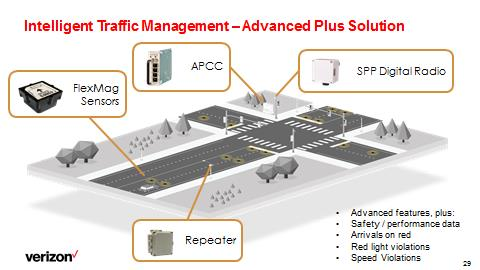 Intelligent Traffic Management – Advanced Plus Solution
APCC
SPP Digital Radio
FlexMag
Sensors
Repeater
• Advanced features, plus:
• Safety / performance data
• Arrivals on red
• Red light violations
• Speed Violations
verizon✓
29